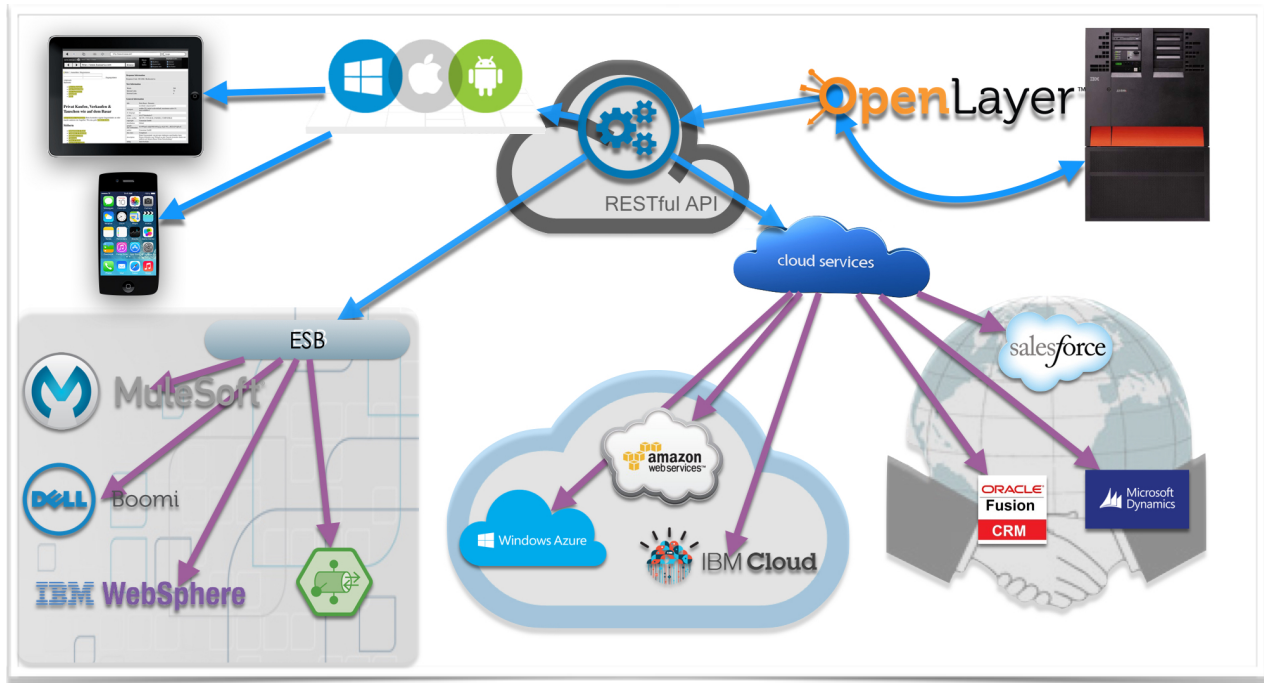 OpenLayer™
IBM
Privat Kaufen, Verkaufen &
Tauschen wie auf dem Basar
RESTful API
cloud services
ESB
MuleSoft
DELL Boomi
IBM WebSphere
amazon
web services™
Windows Azure
IBM Cloud
salesforce
ORACLE®
Fusion
CRM
Microsoft
Dynamics